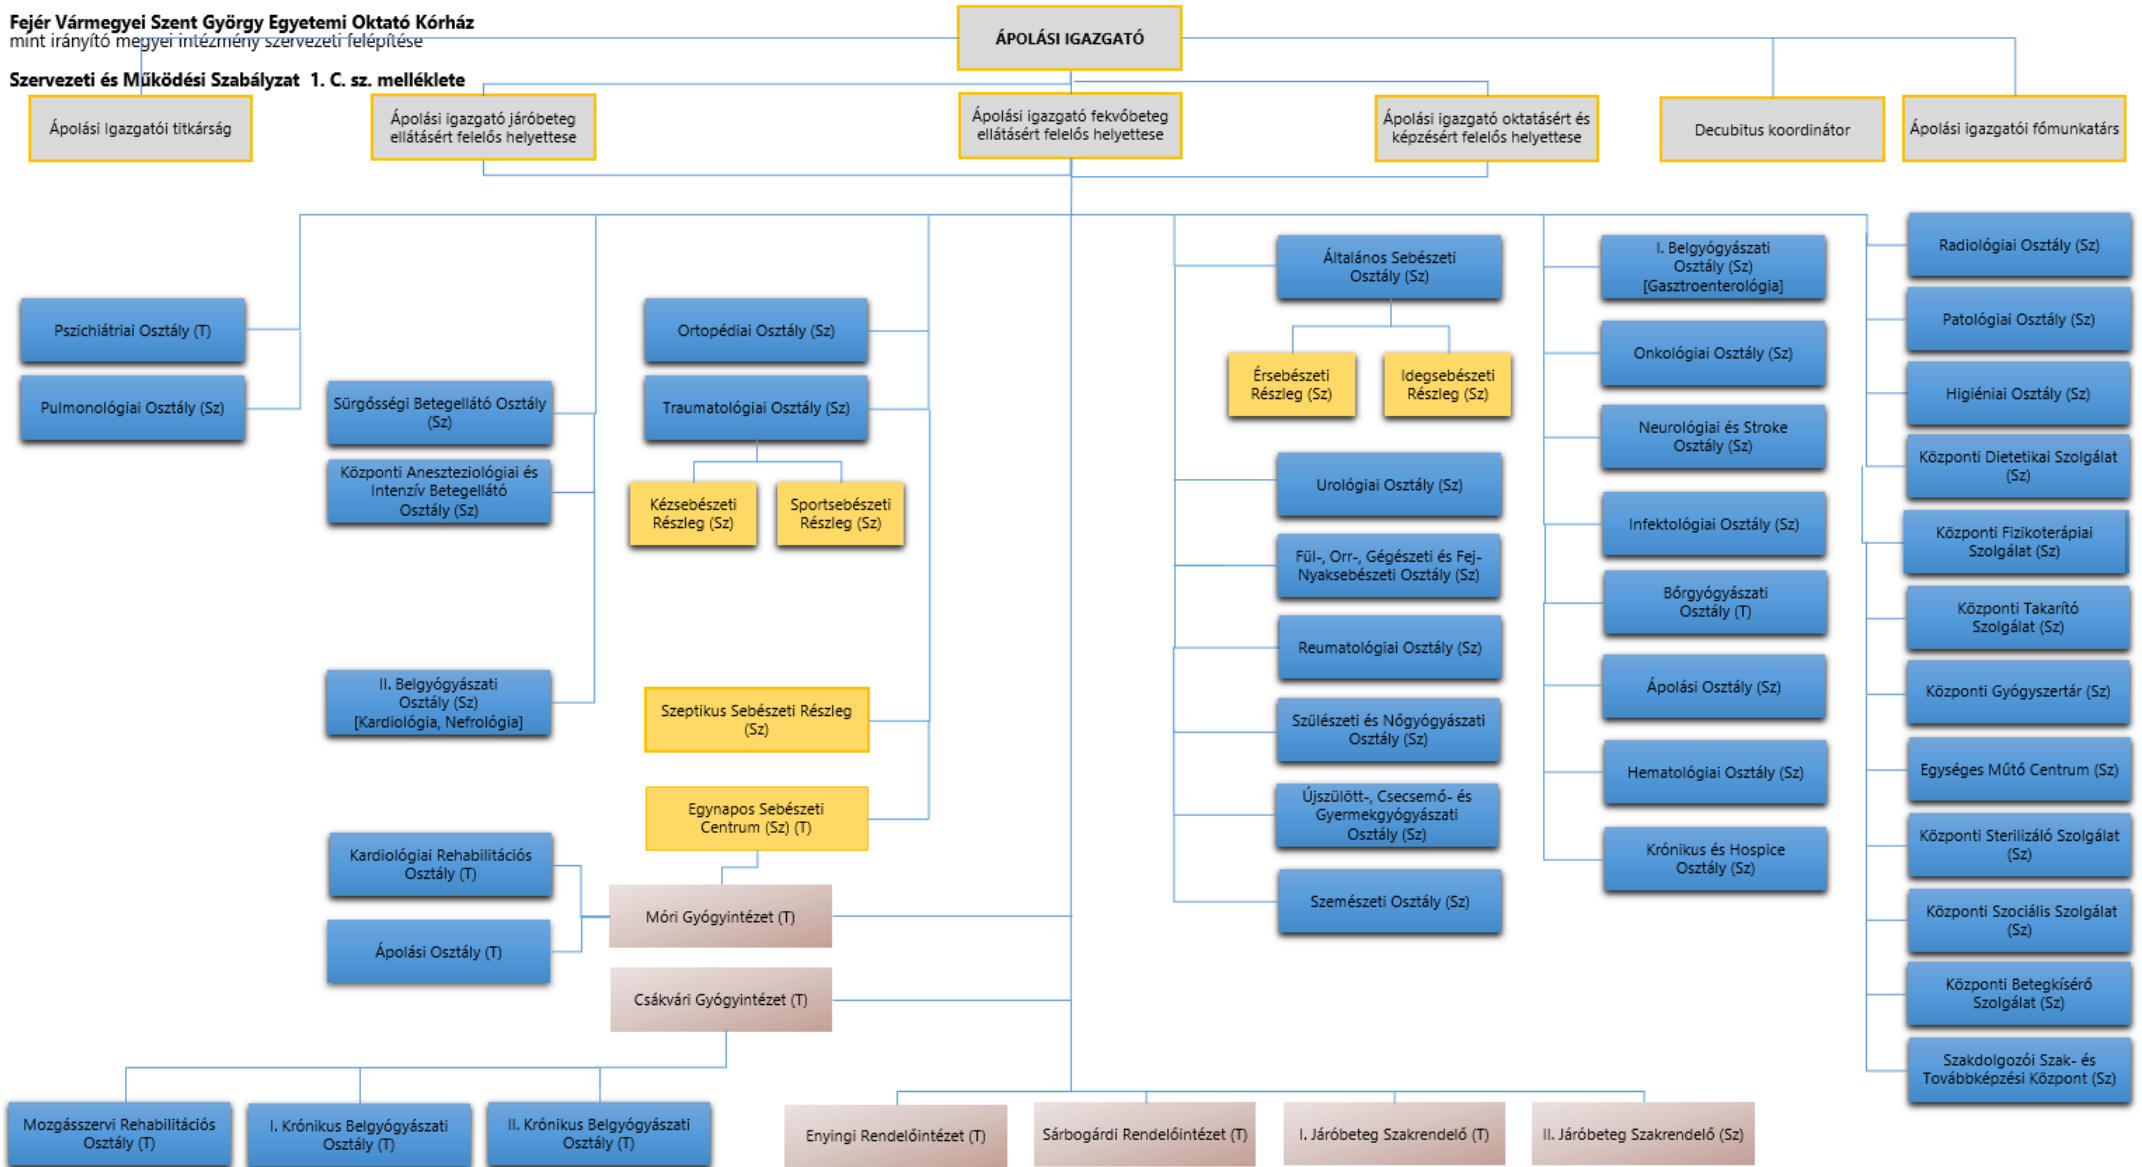 Fejér Vármegyei Szent György Egyetemi Oktató Kórház
mint irányító megyei intézmény szervezeti felépítése
Szervezeti és Működési Szabályzat 1. C. sz. melléklete
ÁPOLÁSI IGAZGATÓ
Ápolási Igazgatói titkárság
Ápolási igazgató járóbeteg
ellátásért felelős helyettese
Ápolási igazgató fekvőbeteg
ellátásért felelős helyettese
Ápolási igazgató oktatásért és
képzésért felelős helyettese
Decubitus koordinátor
Ápolási igazgatói főmunkatárs
Pszichiátriai Osztály (T)
Pulmonológiai Osztály (Sz)
Sürgősségi Betegellátó Osztály
(Sz)
Központi Aneszteziológiai és
Intenzív Betegellátó
Osztály (Sz)
II. Belgyógyászati
Osztály (Sz)
[Kardiológia, Nefrológia]
Kardiológiai Rehabilitációs
Osztály (T)
Ápolási Osztály (T)
Ortopédiai Osztály (Sz)
Traumatológiai Osztály (Sz)
Kézsebészeti
Részleg (Sz)
Sportsebészeti
Részleg (Sz)
Szeptikus Sebészeti Részleg
(Sz)
Egynapos Sebészeti
Centrum (Sz) (T)
Móri Gyógyintézet (T)
Csákvári Gyógyintézet (T)
Mozgásszervi Rehabilitációs
Osztály (T)
I. Krónikus Belgyógyászati
Osztály (T)
II. Krónikus Belgyógyászati
Osztály (T)
Általános Sebészeti
Osztály (Sz)
Érsebészeti
Részleg (Sz)
Idegsebészeti
Részleg (Sz)
Urológiai Osztály (Sz)
Fül-, Orr-, Gégészeti és Fej-
Nyaksebészeti Osztály (Sz)
Reumatológiai Osztály (Sz)
Szülészeti és Nőgyógyászati
Osztály (Sz)
Újszülött-, Csecsemő- és
Gyermekgyógyászati
Osztály (Sz)
Szemészeti Osztály (Sz)
I. Belgyógyászati
Osztály (Sz)
[Gasztroenterológia]
Onkológiai Osztály (Sz)
Neurológiai és Stroke
Osztály (Sz)
Infektológiai Osztály (Sz)
Bőrgyógyászati
Osztály (T)
Ápolási Osztály (Sz)
Hematológiai Osztály (Sz)
Krónikus és Hospice
Osztály (Sz)
Radiológiai Osztály (Sz)
Patológiai Osztály (Sz)
Higiéniai Osztály (Sz)
Központi Dietetikai Szolgálat
(Sz)
Központi Fizikoterápiai
Szolgálat (Sz)
Központi Takarító
Szolgálat (Sz)
Központi Gyógyszertár (Sz)
Egységes Műtő Centrum (Sz)
Központi Sterilizáló Szolgálat
(Sz)
Központi Szociális Szolgálat
(Sz)
Központi Betegkísérő
Szolgálat (Sz)
Szakdolgozói Szak- és
Továbbképzési Központ (Sz)
Enyingi Rendelőintézet (T)
Sárbogárdi Rendelőintézet (T)
I. Járóbeteg Szakrendelő (T)
II. Járóbeteg Szakrendelő (Sz)